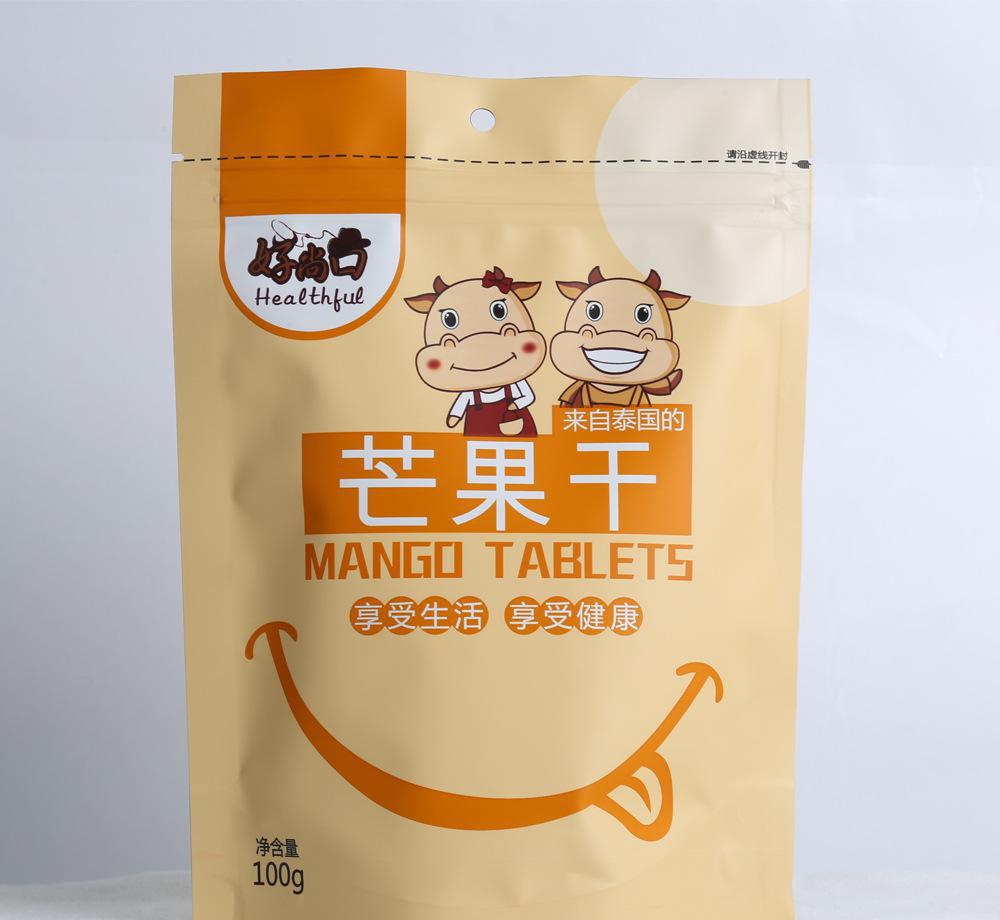 请沿虚线开封
好尚口
Healthful
来自泰国的
芒果干
MANGO TABLETS
享受生活 享受健康
净含量
100g